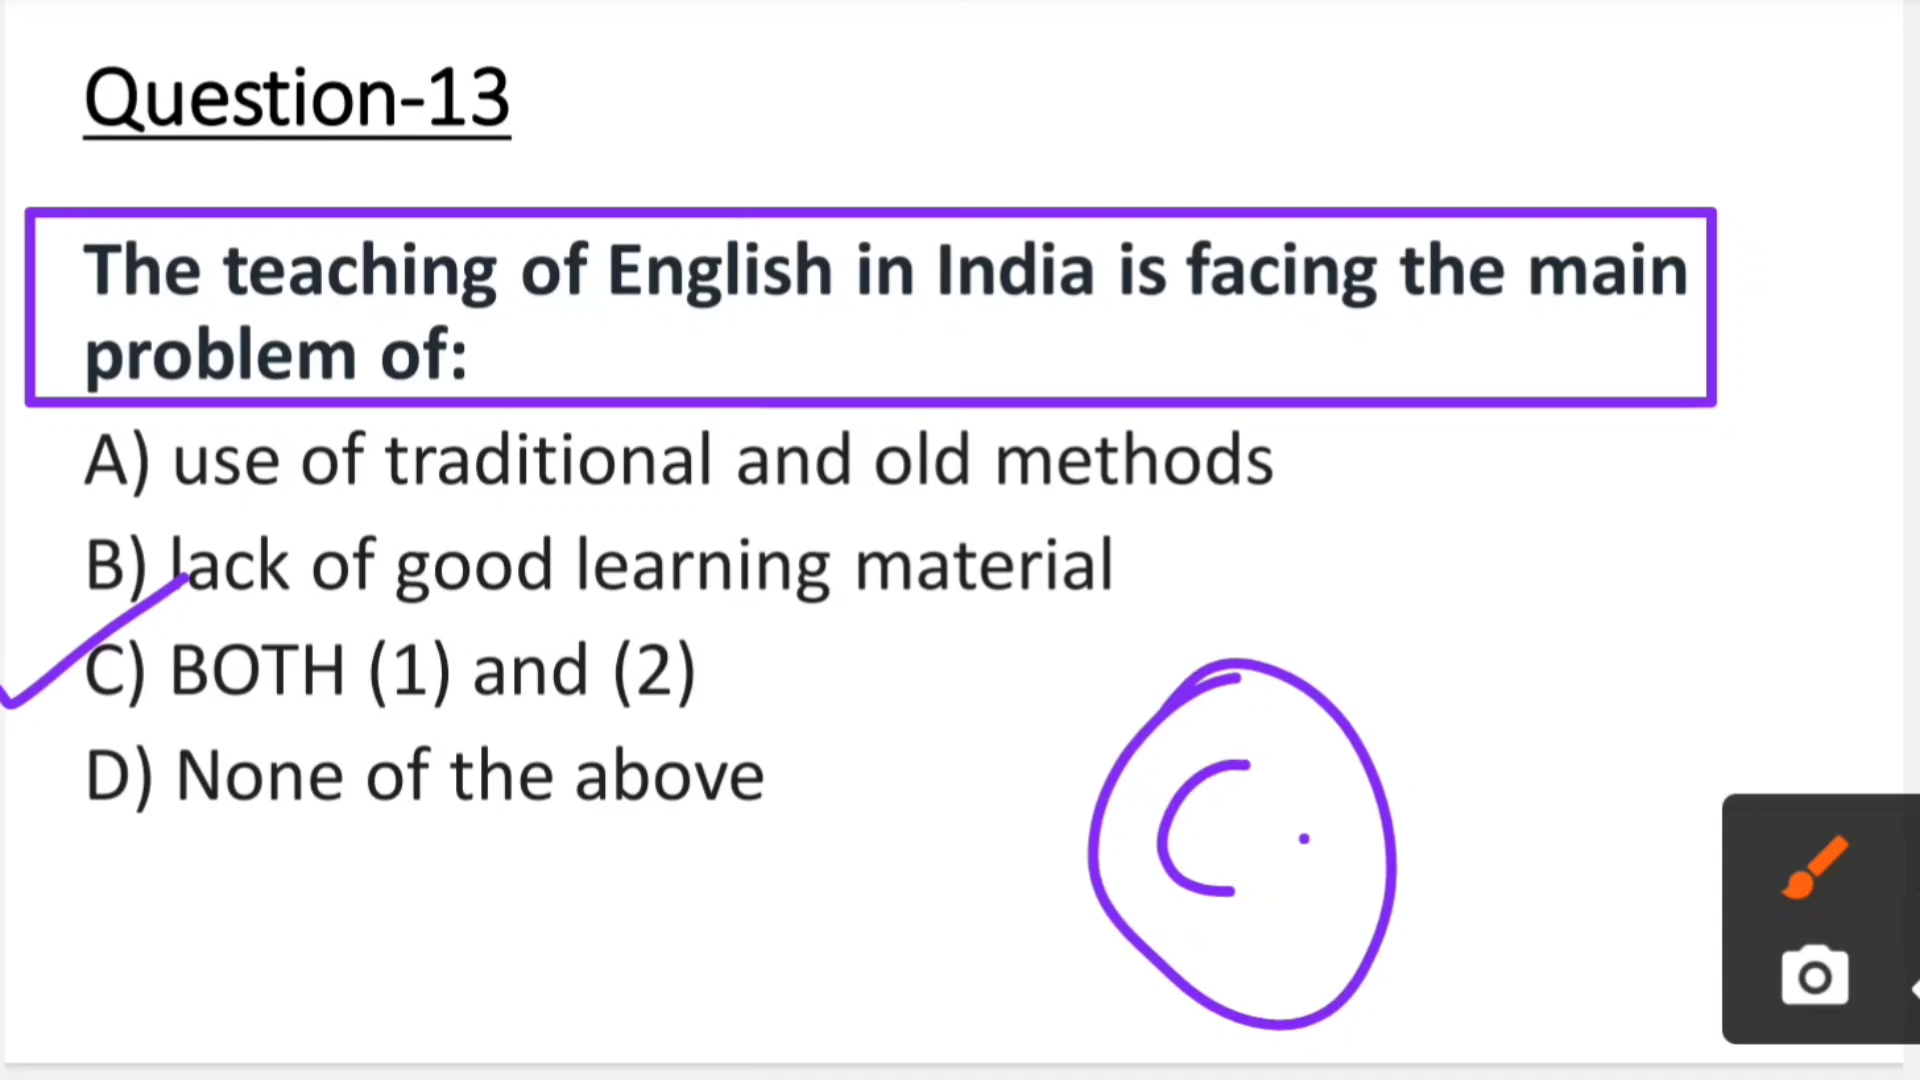 Question-13
The teaching of English in India is facing the main
problem of:
A) use of traditional and old methods
B) lack of good learning material
C) BOTH (1) and (2)
D) None of the above
C.